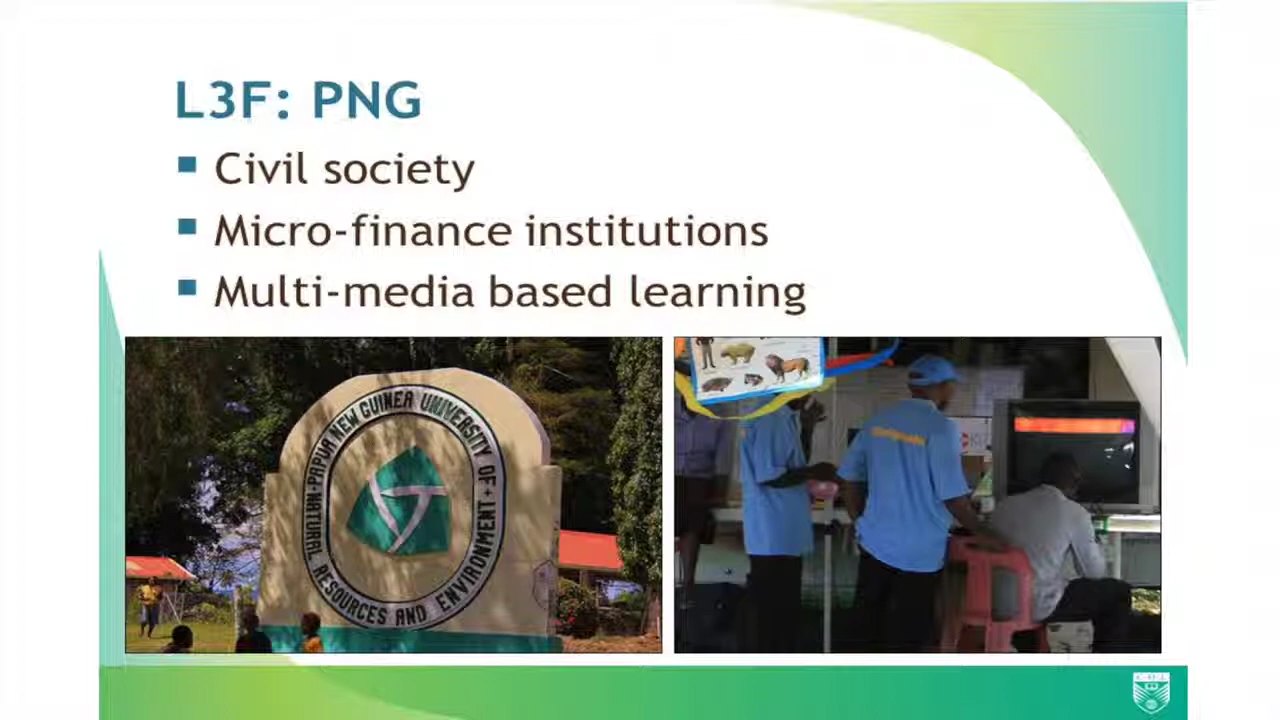 L3F: PNG
Civil society
Micro-finance institutions
Multi-media based learning
PAPUA NEW GUINEA UNIVERSITY OF
NATURAL RESOURCES AND ENVIRONMENT